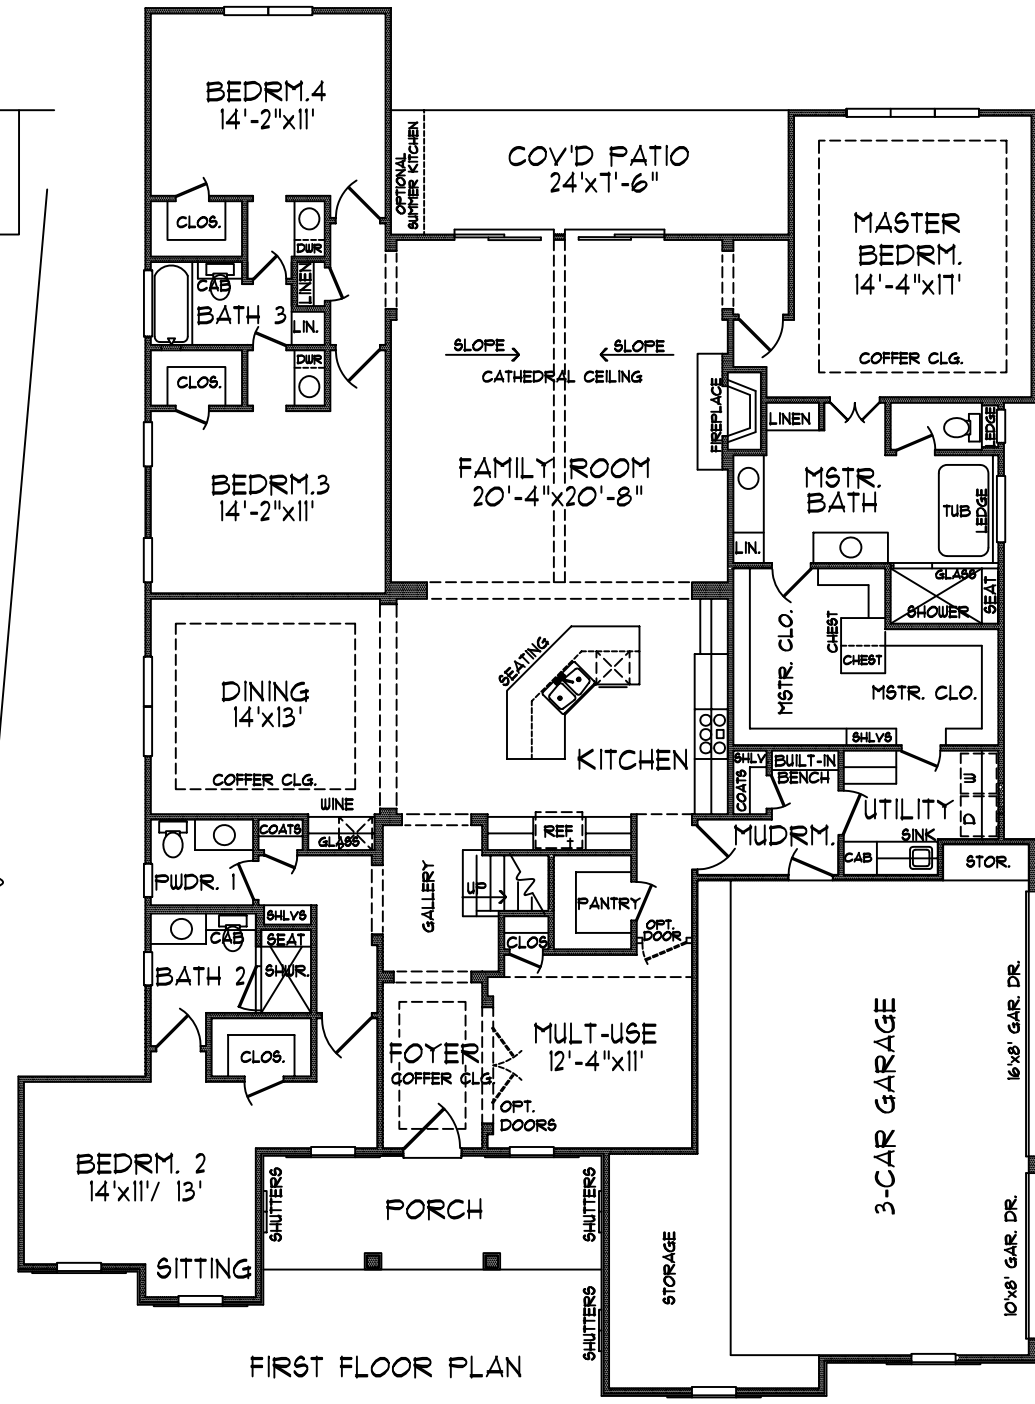 BEDRM.4
14'-2"x11'
OPTIONAL
SUMMER KITCHEN
COV'D PATIO
24'x7'-6"
MASTER
BEDRM.
14'-4"x17'
COFFER CLG.
CLOS.
DWR
CAB
LINEN
BATH 3
LIN.
DWR
CLOS.
SLOPE
SLOPE
CATHEDRAL CEILING
FIREPLACE
LINEN
LEDGE
BEDRM.3
14'-2"x11'
FAMILY ROOM
20'-4"x20'-8"
MSTR.
BATH
TUB
LEDGE
LIN.
GLASS
SHOWER
SEAT
DINING
14'x13'
COFFER CLG.
SEATING
KITCHEN
MSTR. CLO.
CHEST
CHEST
MSTR. CLO.
SHLVS
SHLV
COATS
BUILT-IN
BENCH
W
D
UTILITY
SINK
MUDRM.
CAB
STOR.
WINE
GLASS
COATS
REF
PWDR. 1
SHLVS
GALLERY
UP
PANTRY
OPT.
DOOR
CLOS
CAB
SEAT
SHWR.
BATH 2
CLOS.
FOYER
COFFER CLG.
MULT-USE
12'-4"x11'
OPT.
DOORS
3-CAR GARAGE
16'x8' GAR. DR.
10'x8' GAR. DR.
BEDRM. 2
14'x11'/ 13'
SITTING
SHUTTERS
PORCH
SHUTTERS
STORAGE
SHUTTERS
FIRST FLOOR PLAN